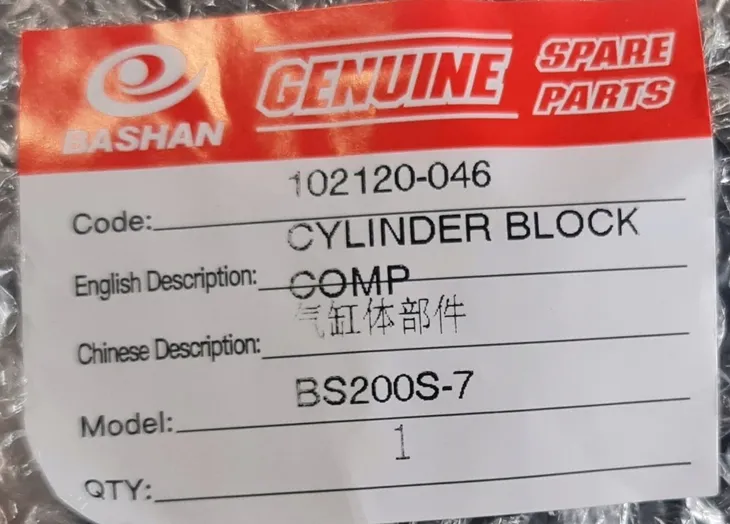 BASHAN
GENUINE
SPARE
PARTS
Code: 102120-046
English Description: CYLINDER BLOCK
COMP
Chinese Description: 气缸体部件
Model: BS200S-7
QTY: 1